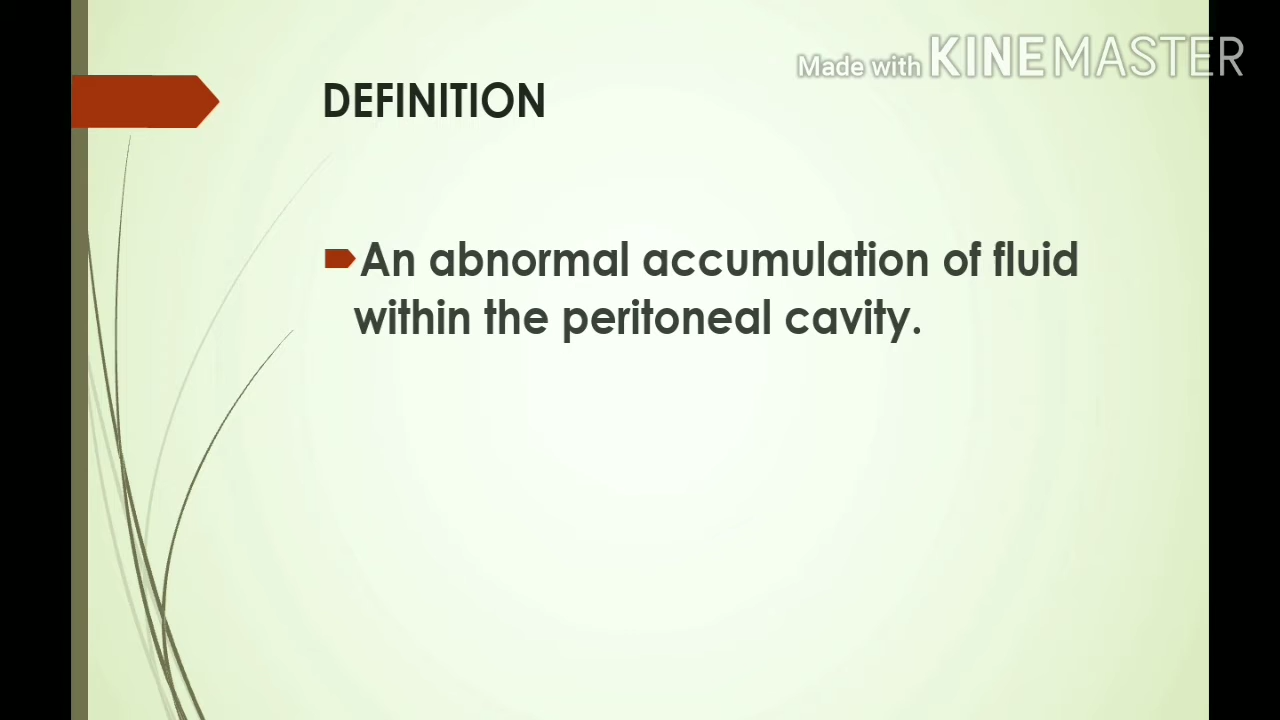 Made with KINEMASTER
DEFINITION
An abnormal accumulation of fluid
within the peritoneal cavity.